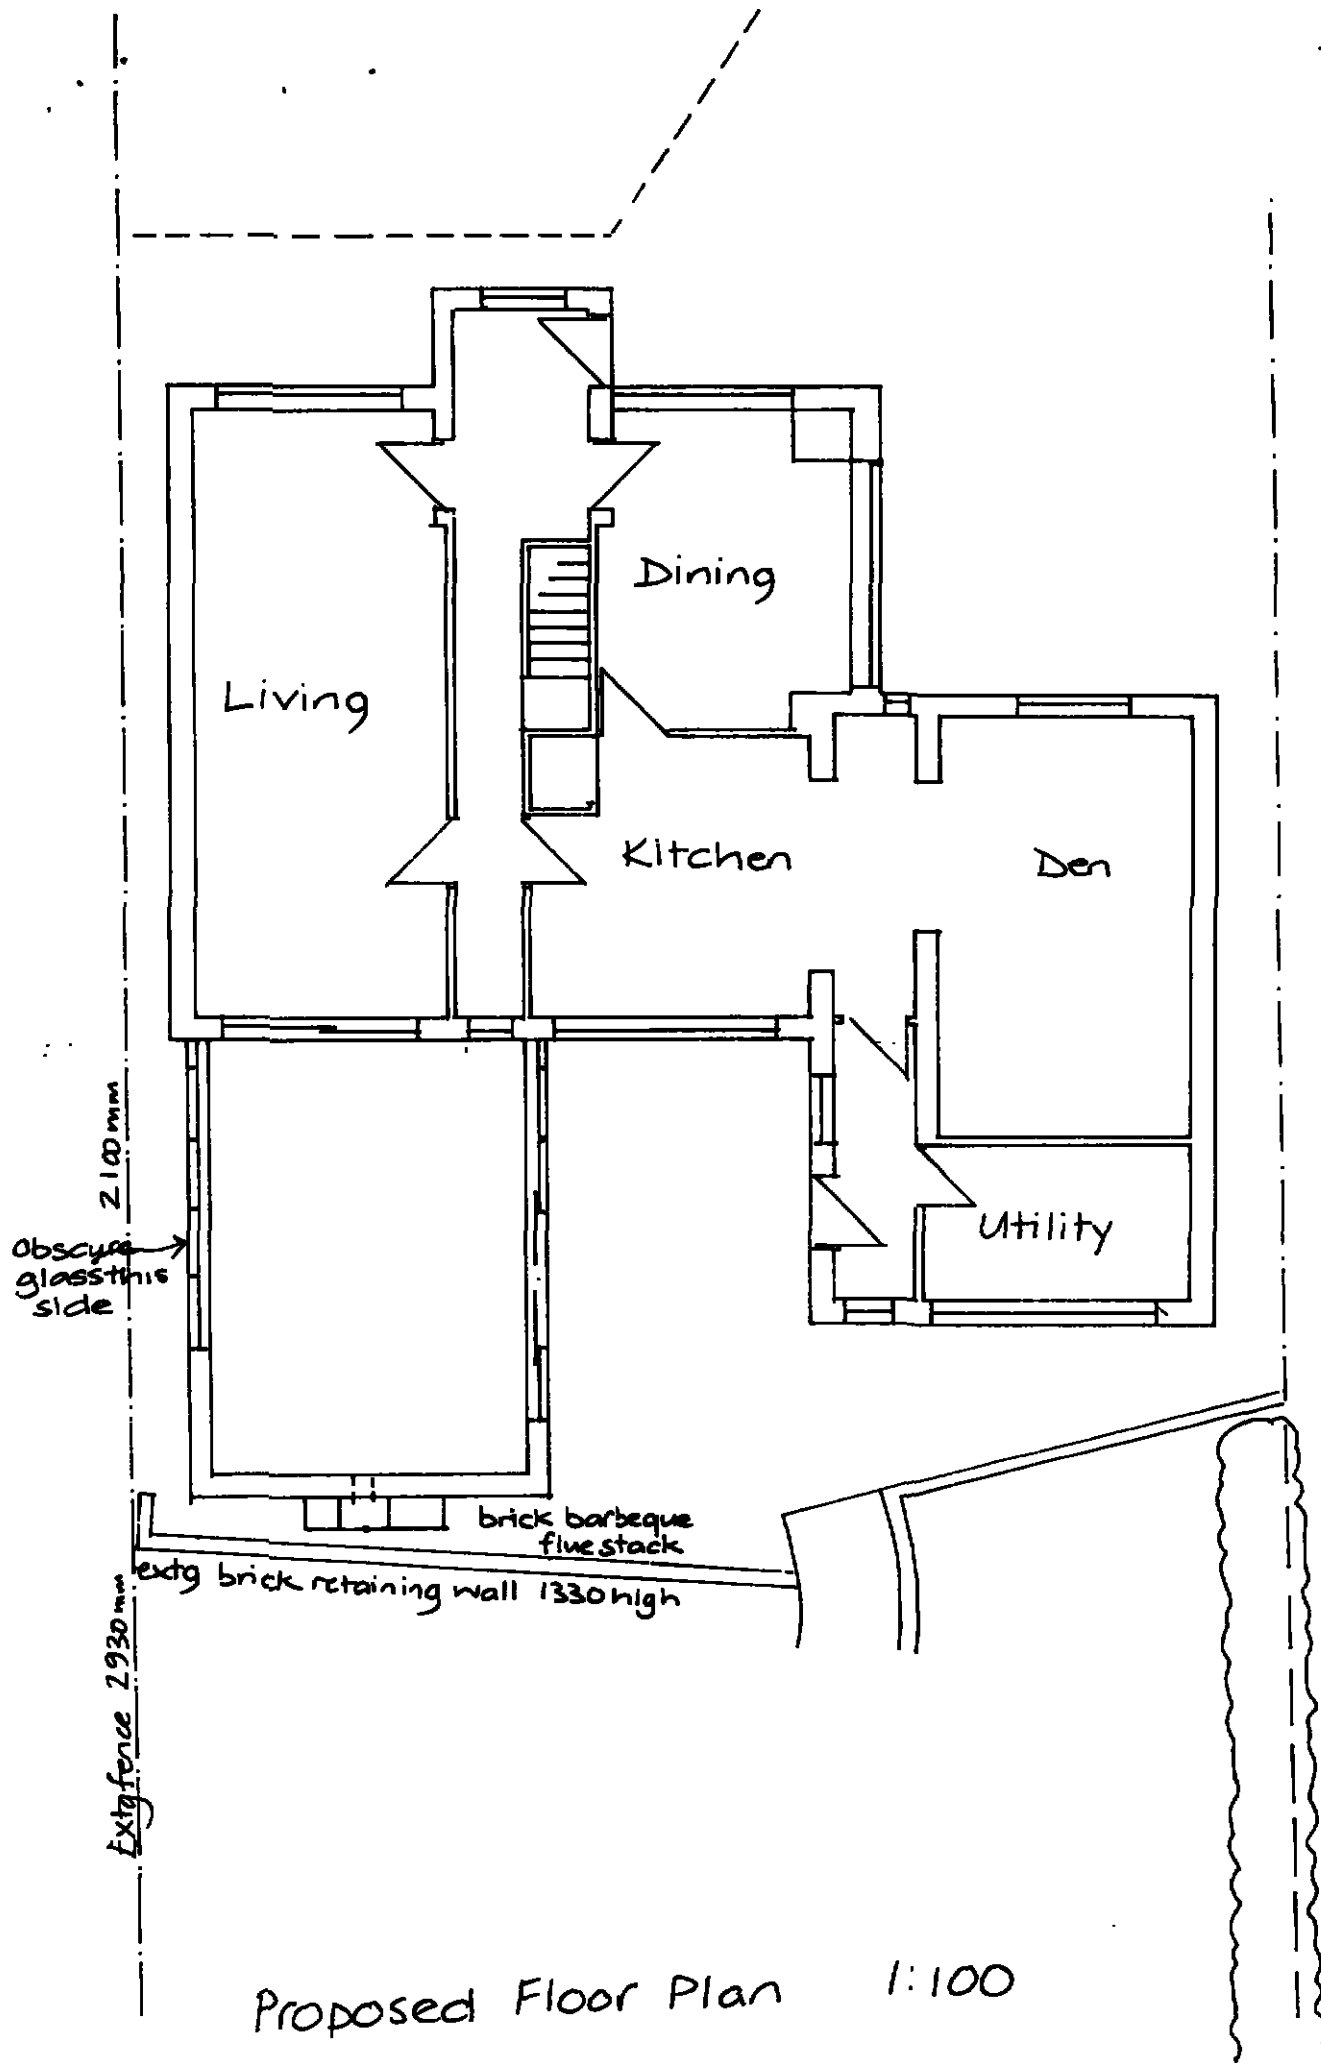 Dining
Living
Kitchen
Den
2100mm
Obscure
glass this
side
Utility
brick barbeque
flue stack
extg brick retaining wall 1330 high
Extg fence 2930mm
Proposed Floor Plan 1:100